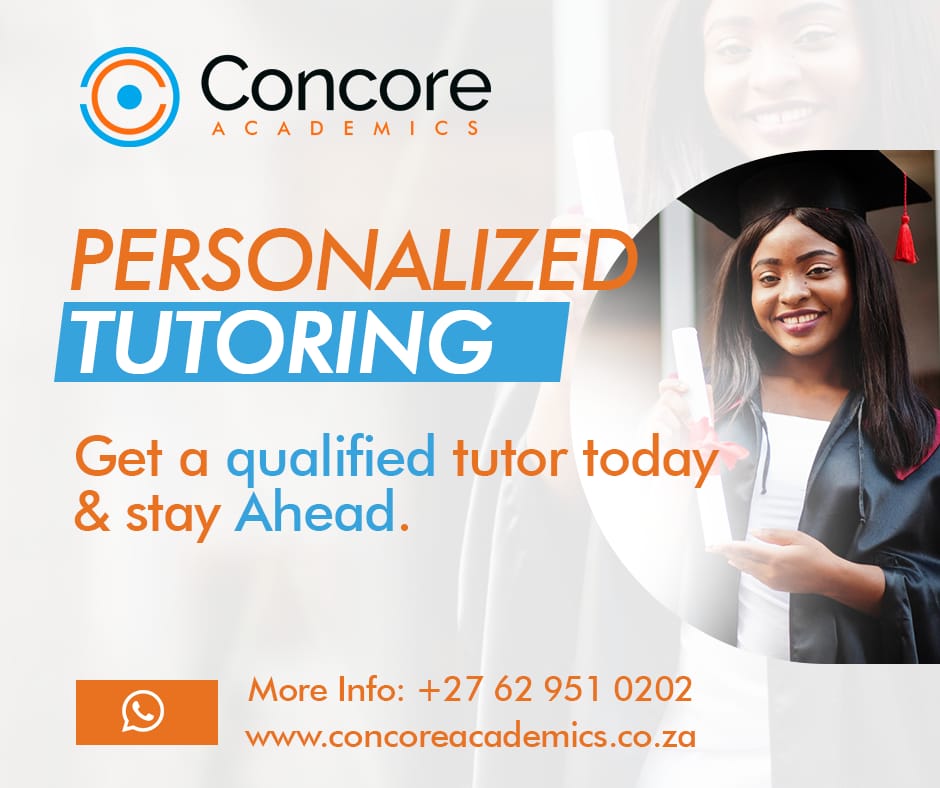 Concore
ACADEMICS
PERSONALIZED
TUTORING
Get a qualified tutor today
& stay Ahead.
More Info: +27 62 951 0202
www.concoreacademics.co.za